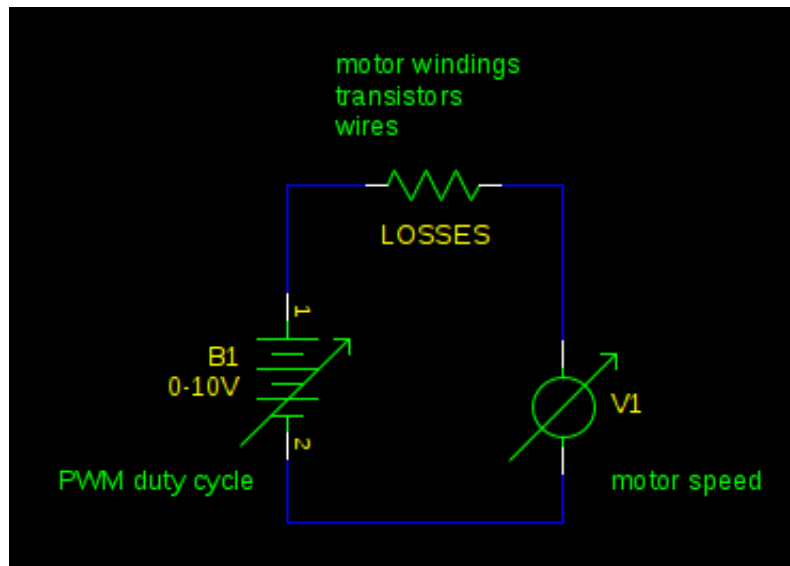 motor windings
transistors
wires
LOSSES
1
B1
0-10V
V1
2
PWM duty cycle
motor speed